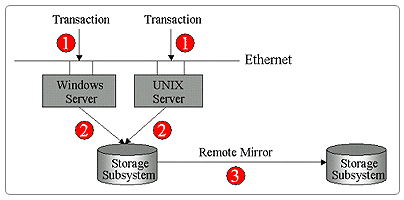 Transaction
Transaction
1
1
Ethernet
Windows
Server
UNIX
Server
2
2
Remote Mirror
Storage
Subsystem
3
Storage
Subsystem